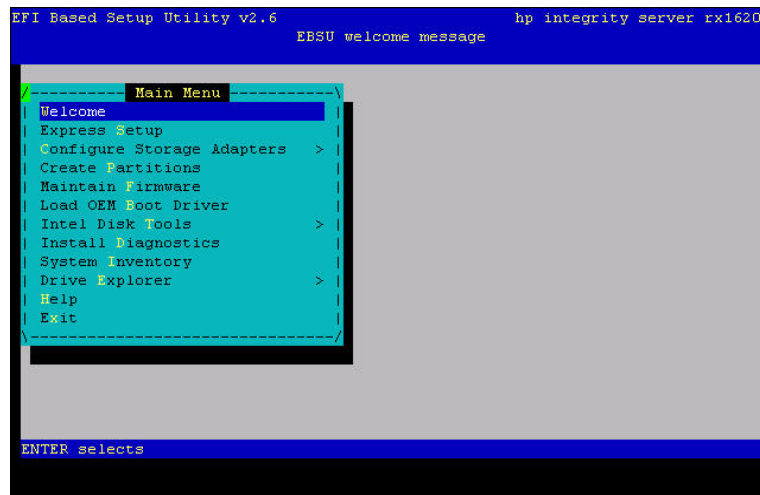 EFI Based Setup Utility v2.6 hp integrity server rx1620
EBSU welcome message
/---------- Main Menu -----------\
| Welcome |
| Express Setup |
| Configure Storage Adapters > |
| Create Partitions |
| Maintain Firmware |
| Load OEM Boot Driver |
| Intel Disk Tools > |
| Install Diagnostics |
| System Inventory |
| Drive Explorer > |
| Help |
| Exit |
\--------------------------------/
ENTER selects